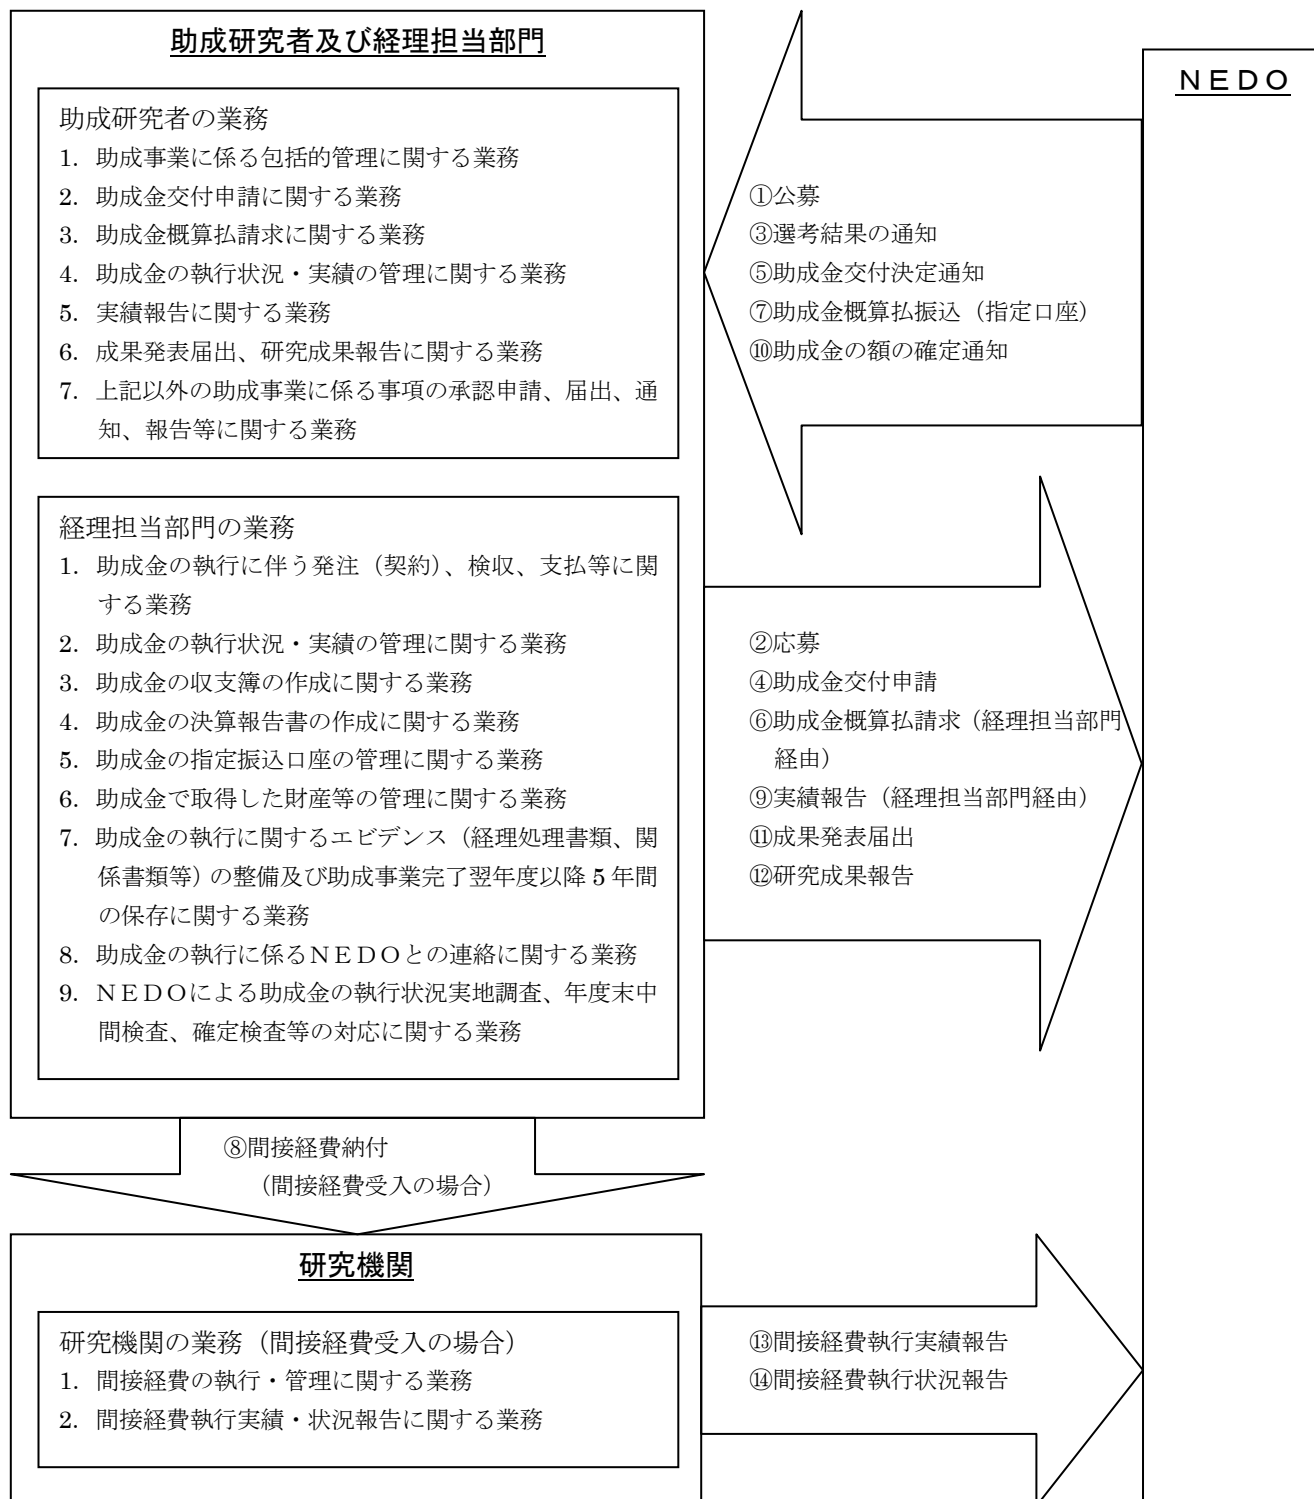 助成研究者及び経理担当部門
助成研究者の業務
1. 助成事業に係る包括的管理に関する業務
2. 助成金交付申請に関する業務
3. 助成金概算払請求に関する業務
4. 助成金の執行状況・実績の管理に関する業務
5. 実績報告に関する業務
6. 成果発表届出、研究成果報告に関する業務
7. 上記以外の助成事業に係る事項の承認申請、届出、通
知、報告等に関する業務
経理担当部門の業務
1. 助成金の執行に伴う発注（契約）、検収、支払等に関
する業務
2. 助成金の執行状況・実績の管理に関する業務
3. 助成金の収支簿の作成に関する業務
4. 助成金の決算報告書の作成に関する業務
5. 助成金の指定振込口座の管理に関する業務
6. 助成金で取得した財産等の管理に関する業務
7. 助成金の執行に関するエビデンス（経理処理書類、関
係書類等）の整備及び助成事業完了翌年度以降 5 年間
の保存に関する業務
8. 助成金の執行に係るＮＥＤＯとの連絡に関する業務
9. ＮＥＤＯによる助成金の執行状況実地調査、年度末中
間検査、確定検査等の対応に関する業務
ＮＥＤＯ
①公募
③選考結果の通知
⑤助成金交付決定通知
⑦助成金概算払振込（指定口座）
⑩助成金の額の確定通知
②応募
④助成金交付申請
⑥助成金概算払請求（経理担当部門
経由）
⑨実績報告（経理担当部門経由）
⑪成果発表届出
⑫研究成果報告
⑧間接経費納付
（間接経費受入の場合）
研究機関
研究機関の業務（間接経費受入の場合）
1. 間接経費の執行・管理に関する業務
2. 間接経費執行実績・状況報告に関する業務
⑬間接経費執行実績報告
⑭間接経費執行状況報告